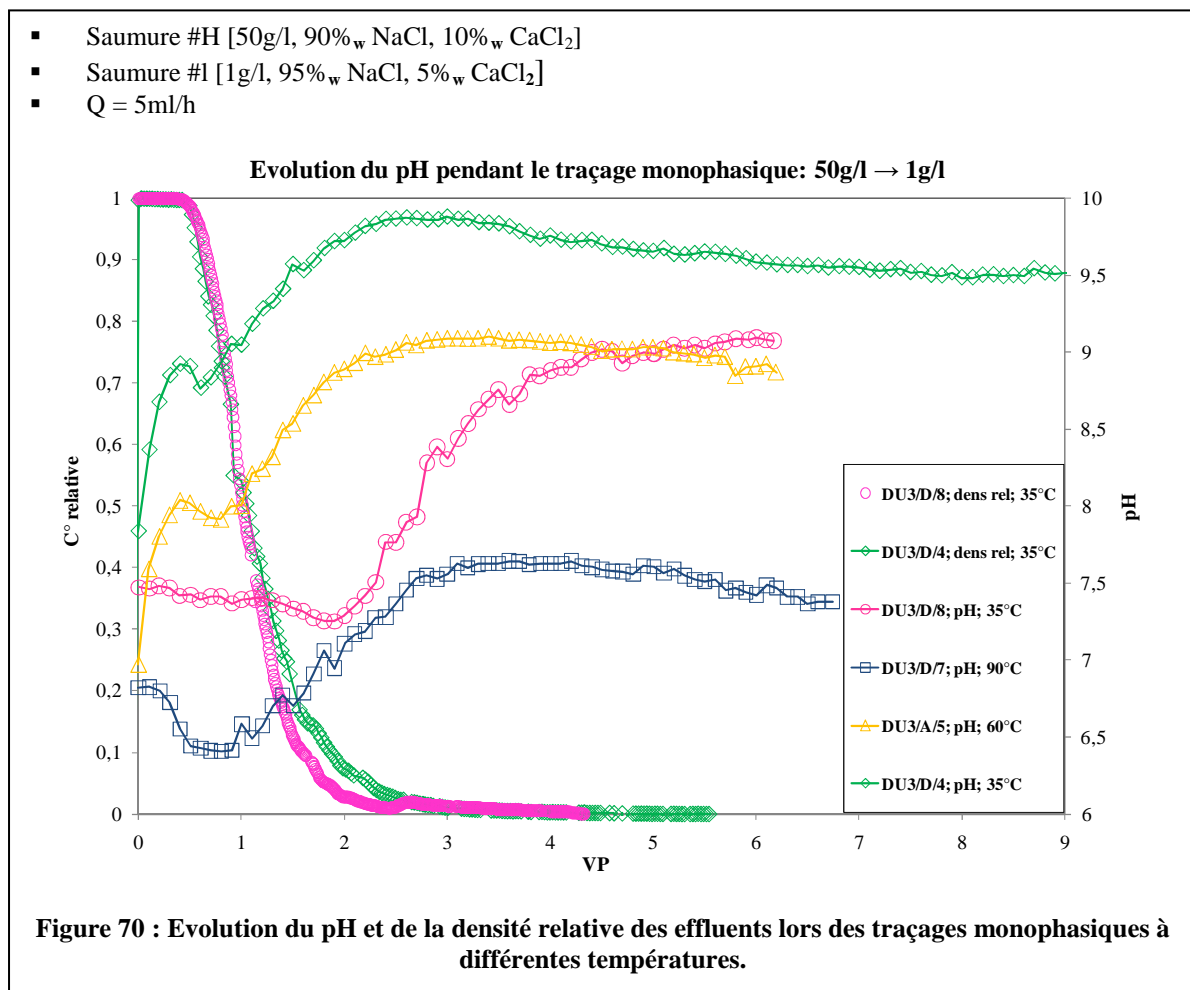 ▪ Saumure #H [50g/l, 90%w NaCl, 10%w CaCl2]
▪ Saumure #l [1g/l, 95%w NaCl, 5%w CaCl2]
▪ Q = 5ml/h
Evolution du pH pendant le traçage monophasique: 50g/l → 1g/l
1
0,9
0,8
0,7
0,6
0,5
0,4
0,3
0,2
0,1
0
C° relative
10
9.5
9
8.5
8
7.5
7
6.5
6
pH
DU3/D/8; dens rel; 35°C
DU3/D/4; dens rel; 35°C
DU3/D/8; pH; 35°C
DU3/D/7; pH; 90°C
DU3/A/5; pH; 60°C
DU3/D/4; pH; 35°C
0 1 2 3 4 5 6 7 8 9
VP
Figure 70 : Evolution du pH et de la densité relative des effluents lors des traçages monophasiques à
différentes températures.